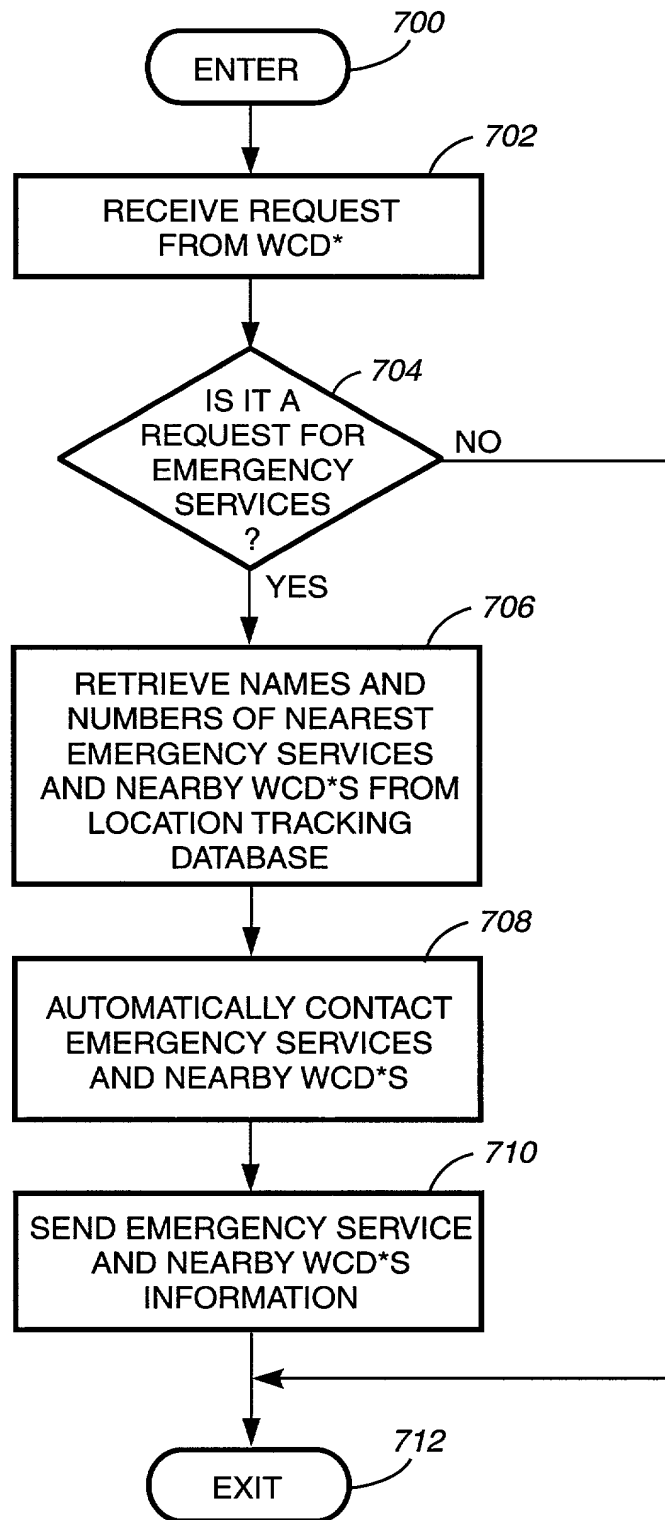 700
ENTER
702
RECEIVE REQUEST
FROM WCD*
704
IS IT A
REQUEST FOR
EMERGENCY
SERVICES
?
NO
YES
706
RETRIEVE NAMES AND
NUMBERS OF NEAREST
EMERGENCY SERVICES
AND NEARBY WCD*S FROM
LOCATION TRACKING
DATABASE
708
AUTOMATICALLY CONTACT
EMERGENCY SERVICES
AND NEARBY WCD*S
710
SEND EMERGENCY SERVICE
AND NEARBY WCD*S
INFORMATION
712
EXIT